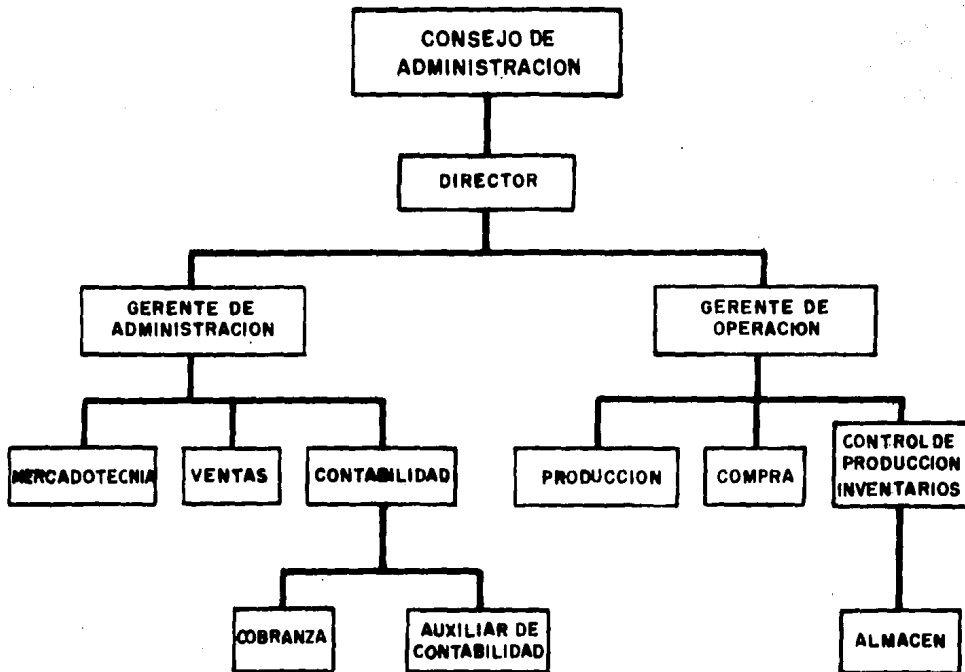 CONSEJO DE
ADMINISTRACION
DIRECTOR
GERENTE DE
ADMINISTRACION
GERENTE DE
OPERACION
MERCADOTECNIA
VENTAS
CONTABILIDAD
PRODUCCION
COMPRA
CONTROL DE
PRODUCCION
INVENTARIOS
COBRANZA
AUXILIAR DE
CONTABILIDAD
ALMACEN